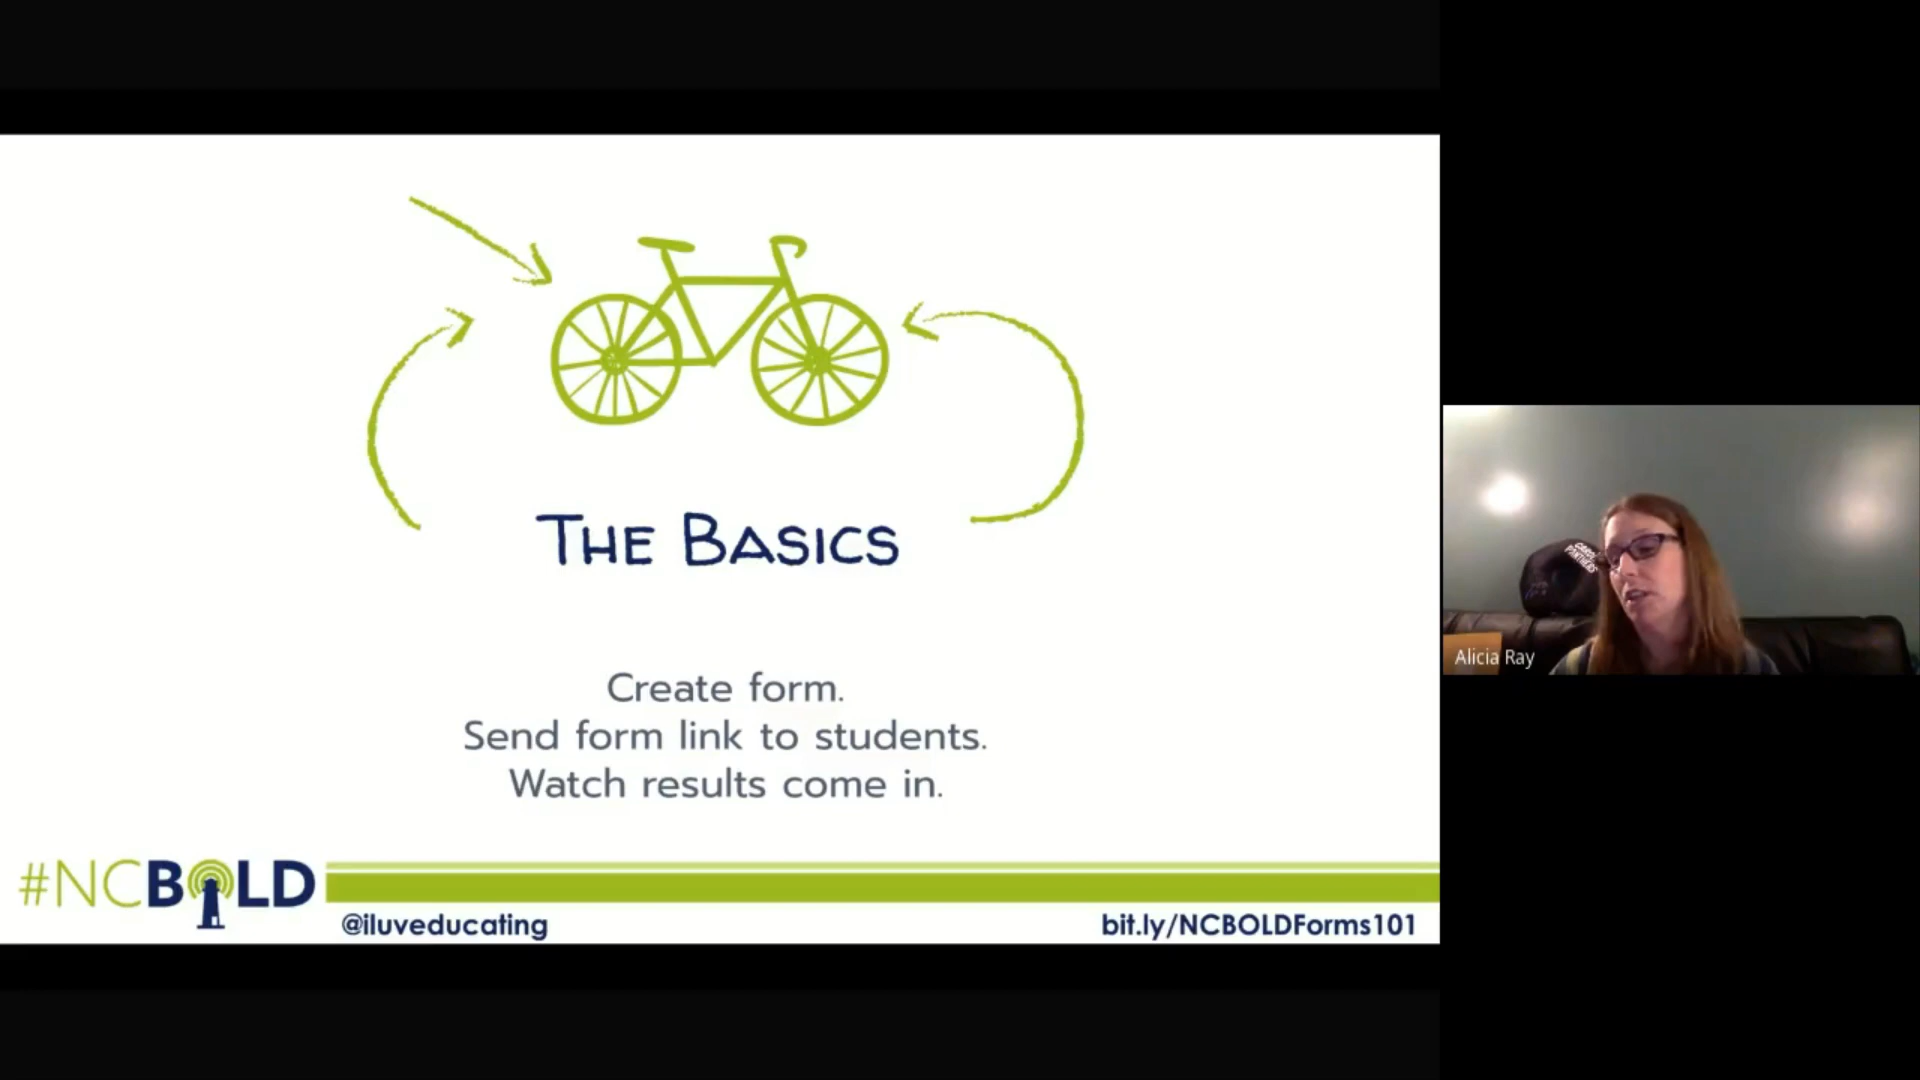 The Basics
Create form.
Send form link to students.
Watch results come in.
#NCBOLD
@iluveducating
bit.ly/NCBOLDForms101
PANTHERS
Alicia Ray